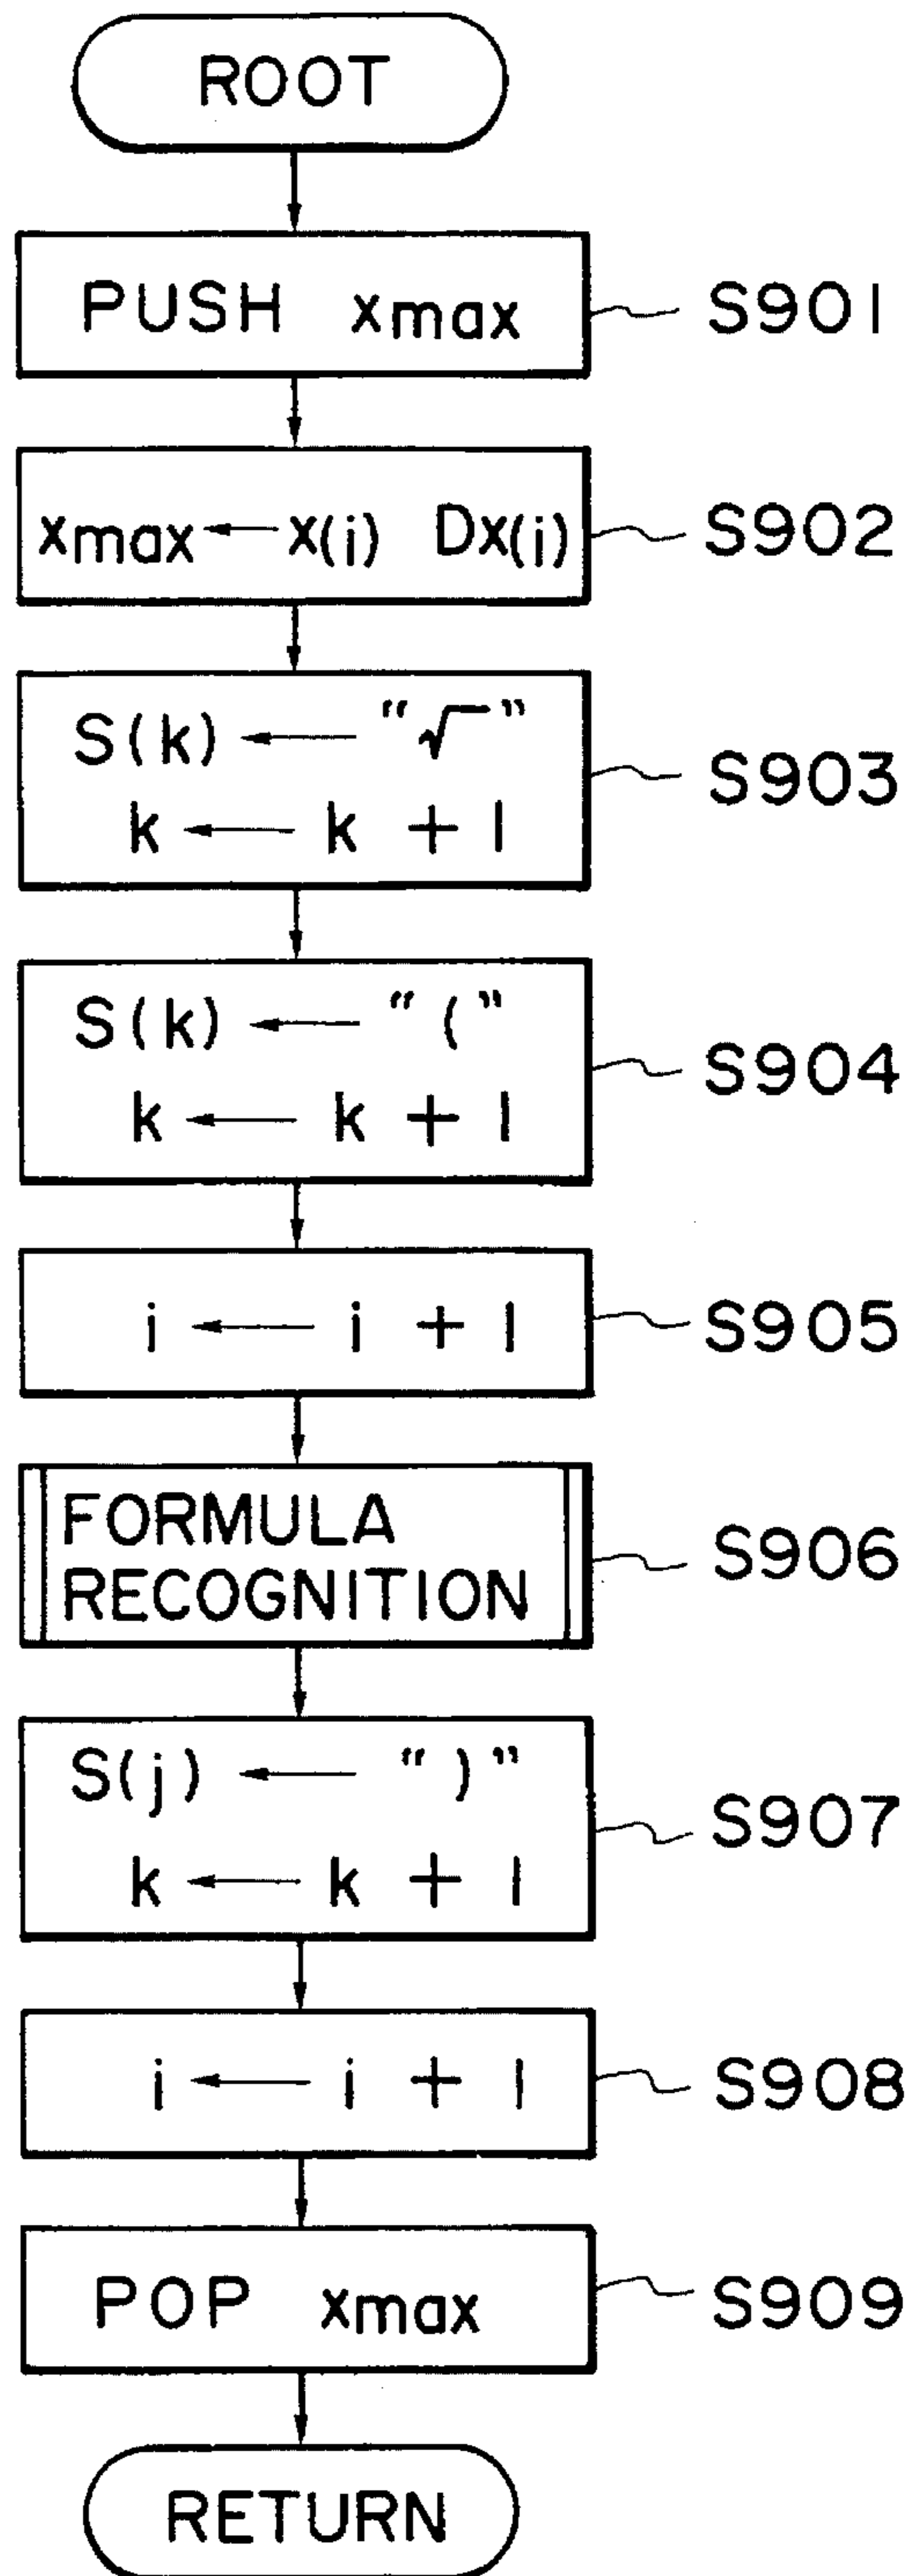 ROOT
PUSH xmax
S901
xmax ← x(i) Dx(i)
S902
S(k) ← "√"
k ← k + 1
S903
S(k) ← "("
k ← k + 1
S904
i ← i + 1
S905
FORMULA
RECOGNITION
S906
S(j) ← ")"
k ← k + 1
S907
i ← i + 1
S908
POP xmax
S909
RETURN